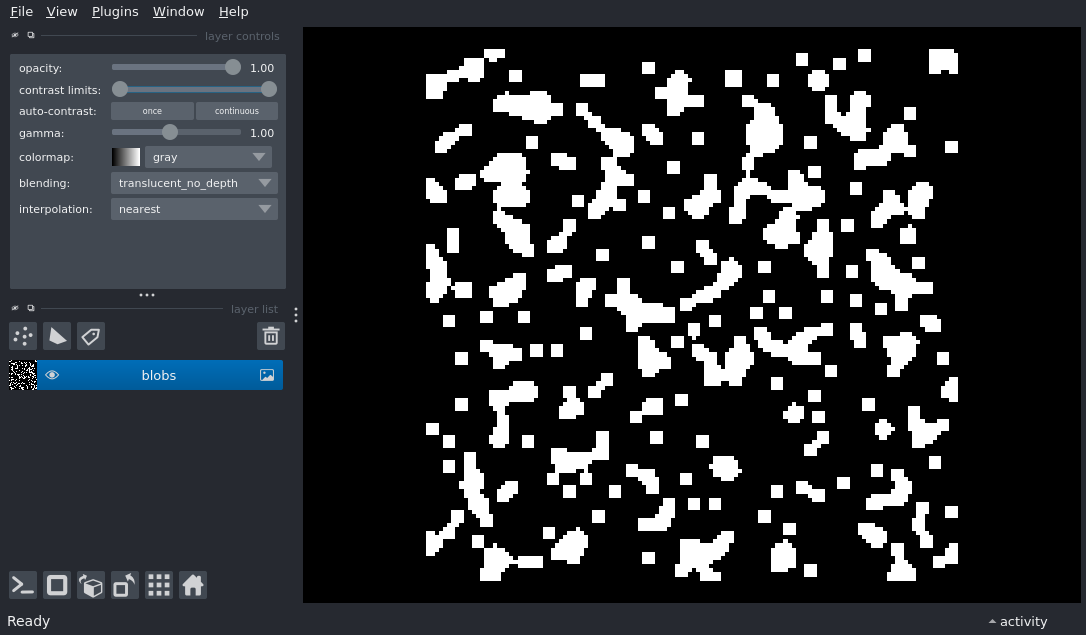 File View Plugins Window Help
layer controls
opacity: 1.00
contrast limits:
auto-contrast: once continuous
gamma: 1.00
colormap: gray
blending: translucent_no_depth
interpolation: nearest
layer list
blobs
Ready
activity